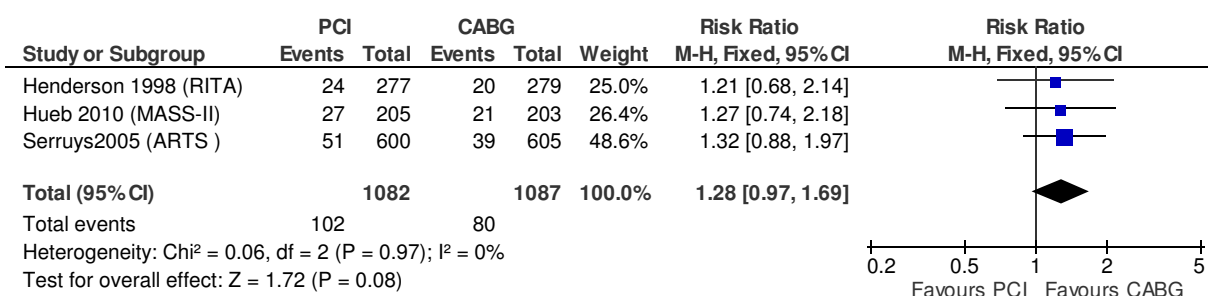 PCI CABG Risk Ratio Risk Ratio
Study or Subgroup Events Total Events Total Weight M-H, Fixed, 95% CI M-H, Fixed, 95% CI
Henderson 1998 (RITA) 24 277 20 279 25.0% 1.21 [0.68, 2.14]
Hueb 2010 (MASS-II) 27 205 21 203 26.4% 1.27 [0.74, 2.18]
Serruys2005 (ARTS ) 51 600 39 605 48.6% 1.32 [0.88, 1.97]
Total (95% CI) 1082 1087 100.0% 1.28 [0.97, 1.69]
Total events 102 80
Heterogeneity: Chi² = 0.06, df = 2 (P = 0.97); I² = 0%
Test for overall effect: Z = 1.72 (P = 0.08)
0.2 0.5 1 2 5
Favours PCI Favours CABG